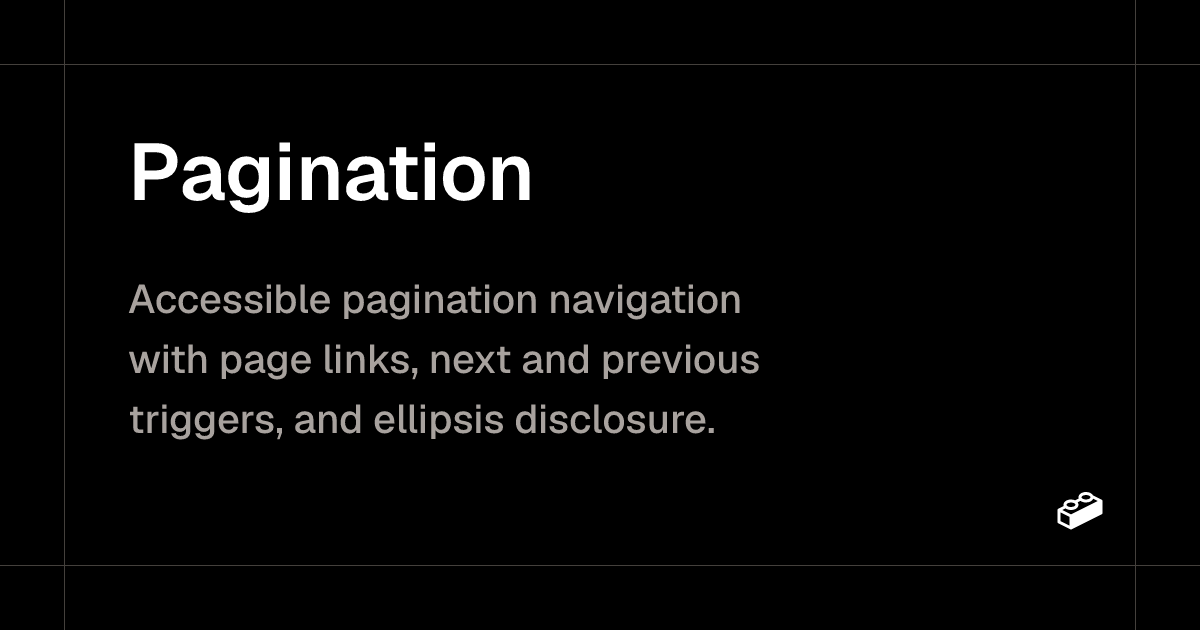 Pagination
Accessible pagination navigation
with page links, next and previous
triggers, and ellipsis disclosure.